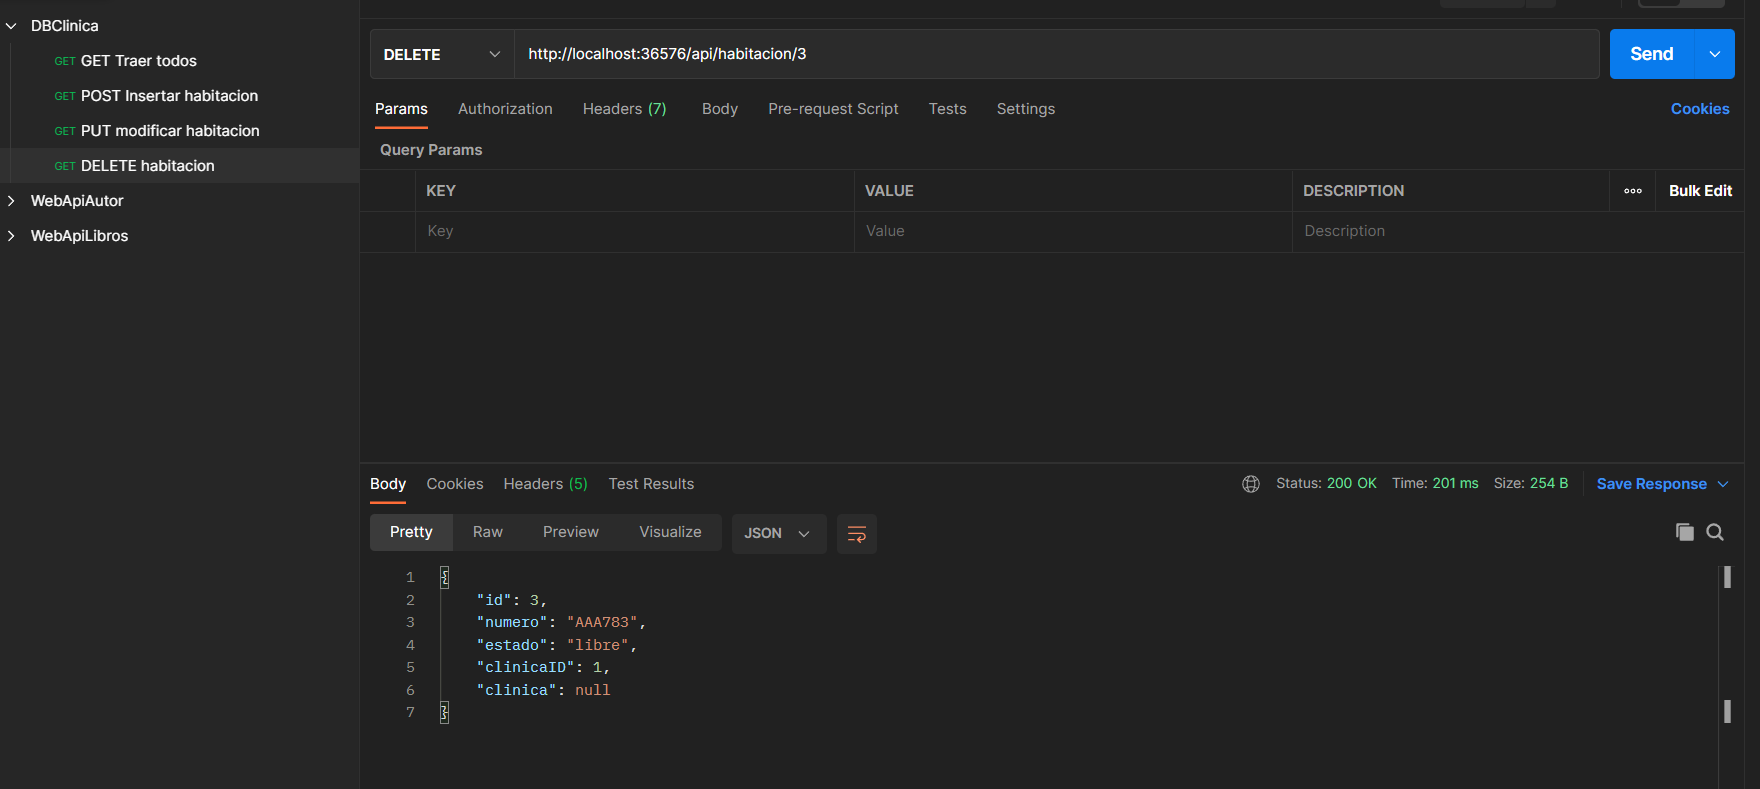 DBClinica
GET GET Traer todos
GET POST Insertar habitacion
GET PUT modificar habitacion
GET DELETE habitacion
WebApiAutor
WebApiLibros
DELETE http://localhost:36576/api/habitacion/3 Send
Params Authorization Headers (7) Body Pre-request Script Tests Settings Cookies
Query Params
KEY VALUE DESCRIPTION ooo Bulk Edit
Key Value Description
Body Cookies Headers (5) Test Results Status: 200 OK Time: 201 ms Size: 254 B Save Response
Pretty Raw Preview Visualize JSON
1 {
2 "id": 3,
3 "numero": "AAA783",
4 "estado": "libre",
5 "clinicaID": 1,
6 "clinica": null
7 }